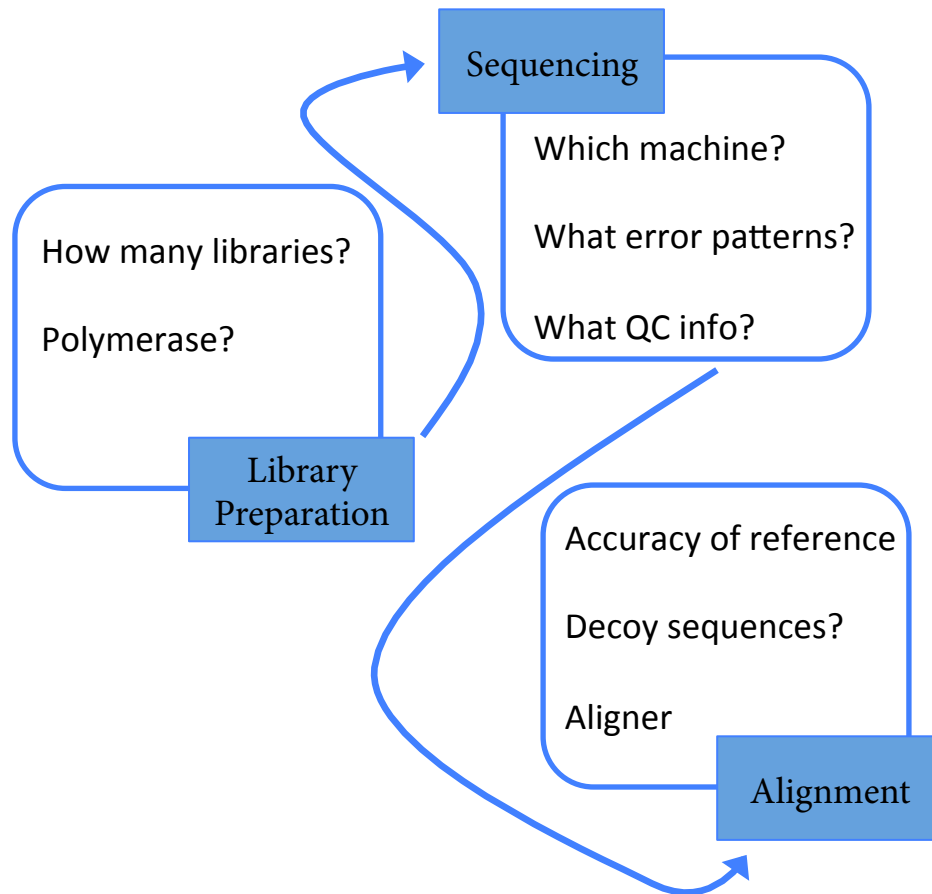 How many libraries?
Polymerase?
Library
Preparation
Sequencing
Which machine?
What error patterns?
What QC info?
Accuracy of reference
Decoy sequences?
Aligner
Alignment